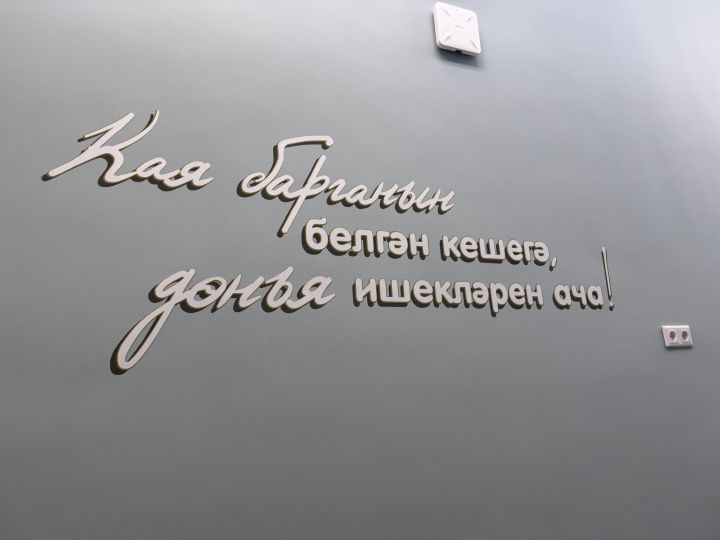 Кая барганын
белгән кешегә,
дөнья ишекләрен ача!